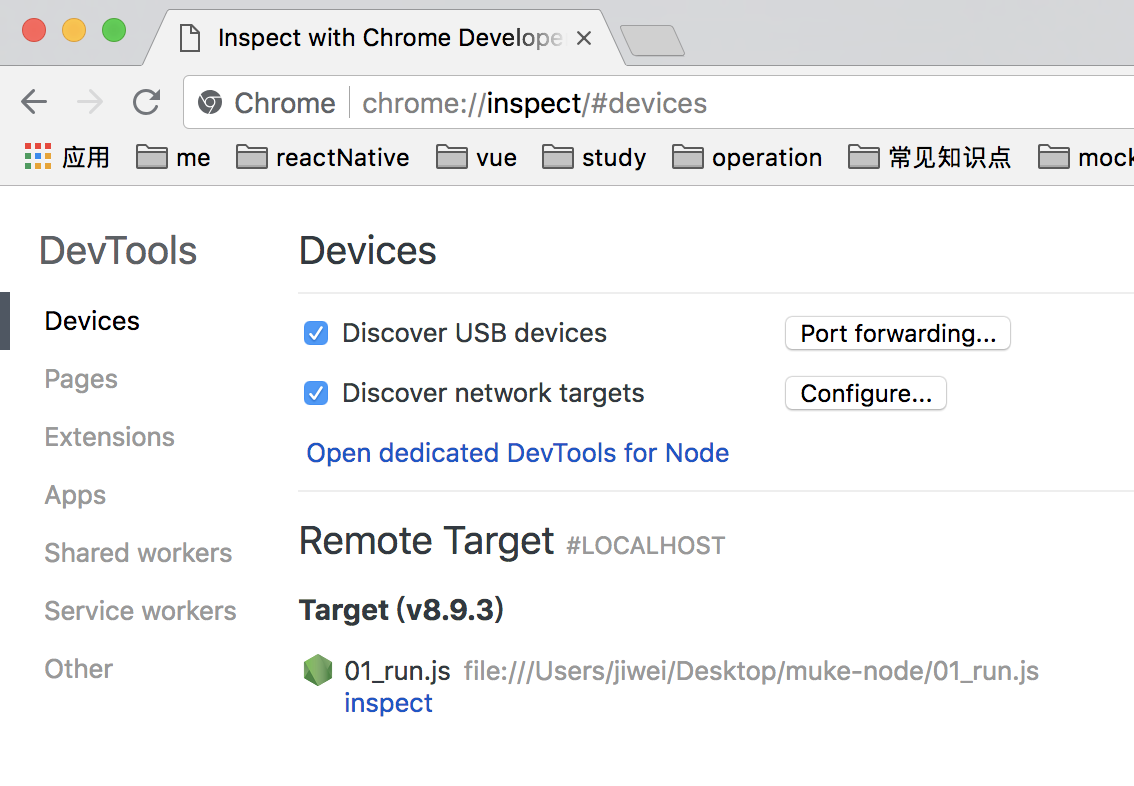 Inspect with Chrome Develope
Chrome chrome://inspect/#devices
应用 me reactNative vue study operation 常见知识点 mock
DevTools
Devices
Pages
Extensions
Apps
Shared workers
Service workers
Other
Devices
Discover USB devices Port forwarding...
Discover network targets Configure...
Open dedicated DevTools for Node
Remote Target #LOCALHOST
Target (v8.9.3)
01_run.js file:///Users/jiwei/Desktop/muke-node/01_run.js
inspect